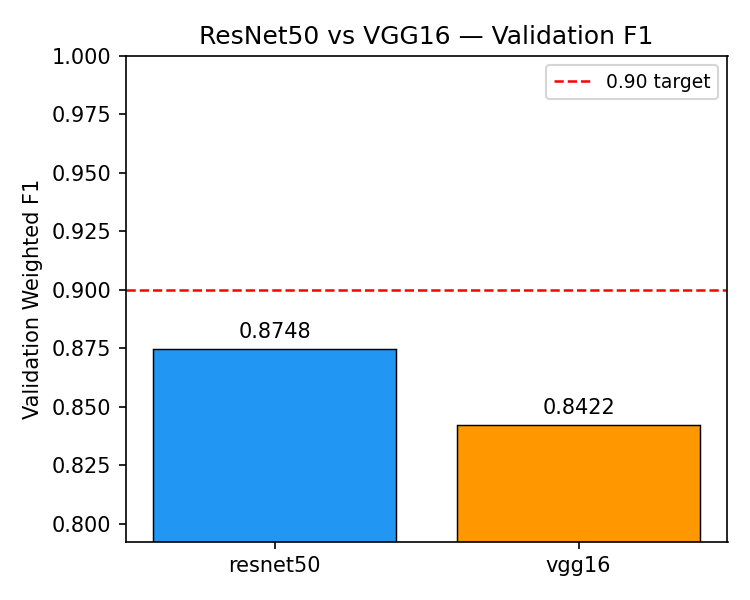 ResNet50 vs VGG16 — Validation F1
0.90 target
Validation Weighted F1
1.000
0.975
0.950
0.925
0.900
0.875
0.850
0.825
0.800
0.8748
0.8422
resnet50
vgg16